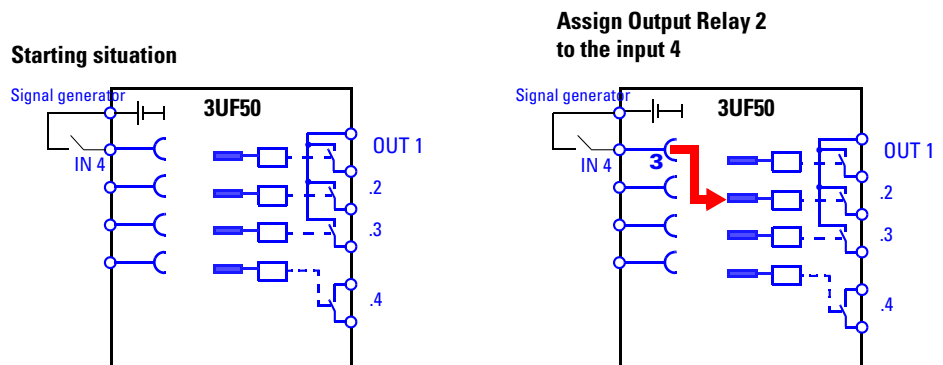 Starting situation
Signal generator
3UF50
IN 4
OUT 1
.2
.3
.4
Assign Output Relay 2
to the input 4
Signal generator
3UF50
IN 4
3
OUT 1
.2
.3
.4